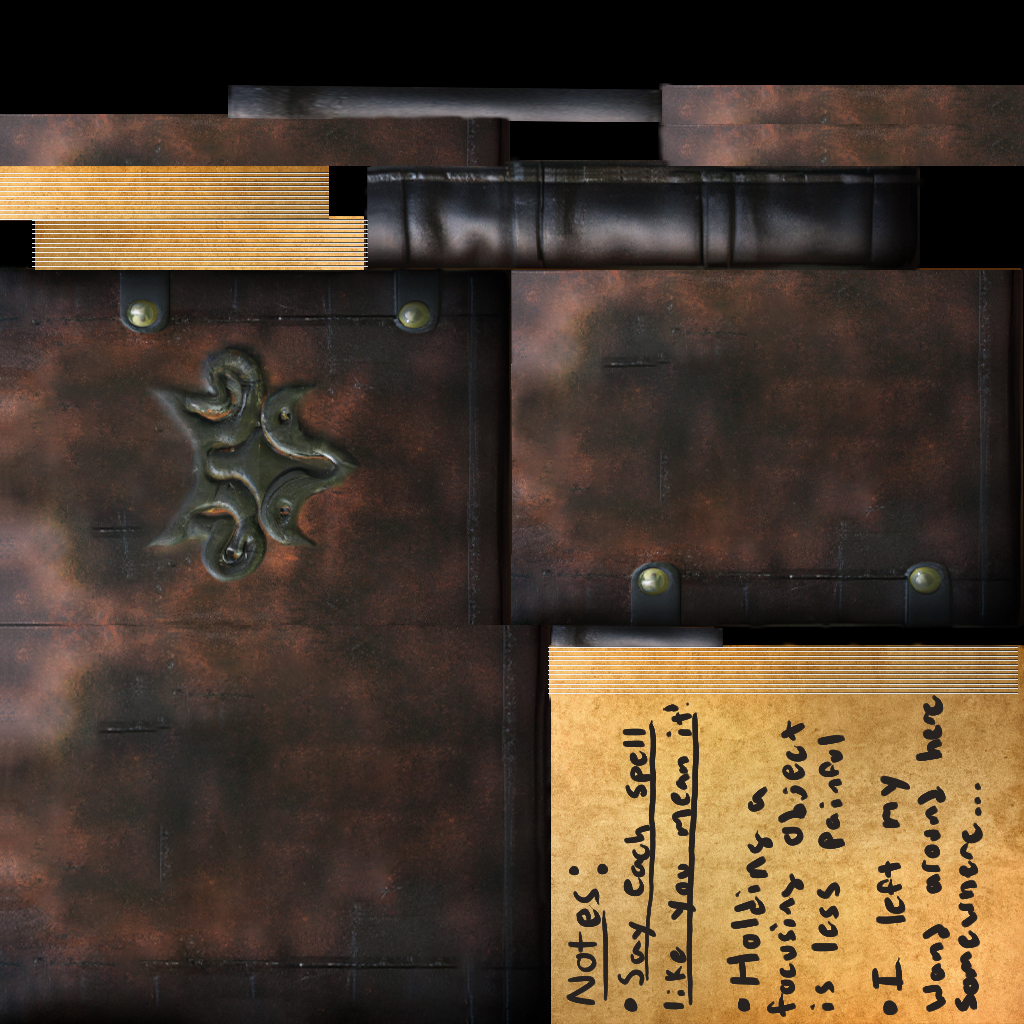 Notes:
• Say each spell
like you mean it!
• Holding a
focusing object
is less painful
• I left my
wand around here
somewhere...